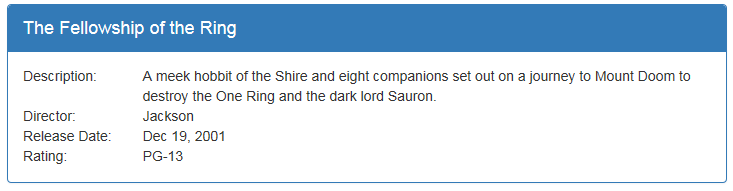 The Fellowship of the Ring
Description: A meek hobbit of the Shire and eight companions set out on a journey to Mount Doom to
destroy the One Ring and the dark lord Sauron.
Director: Jackson
Release Date: Dec 19, 2001
Rating: PG-13